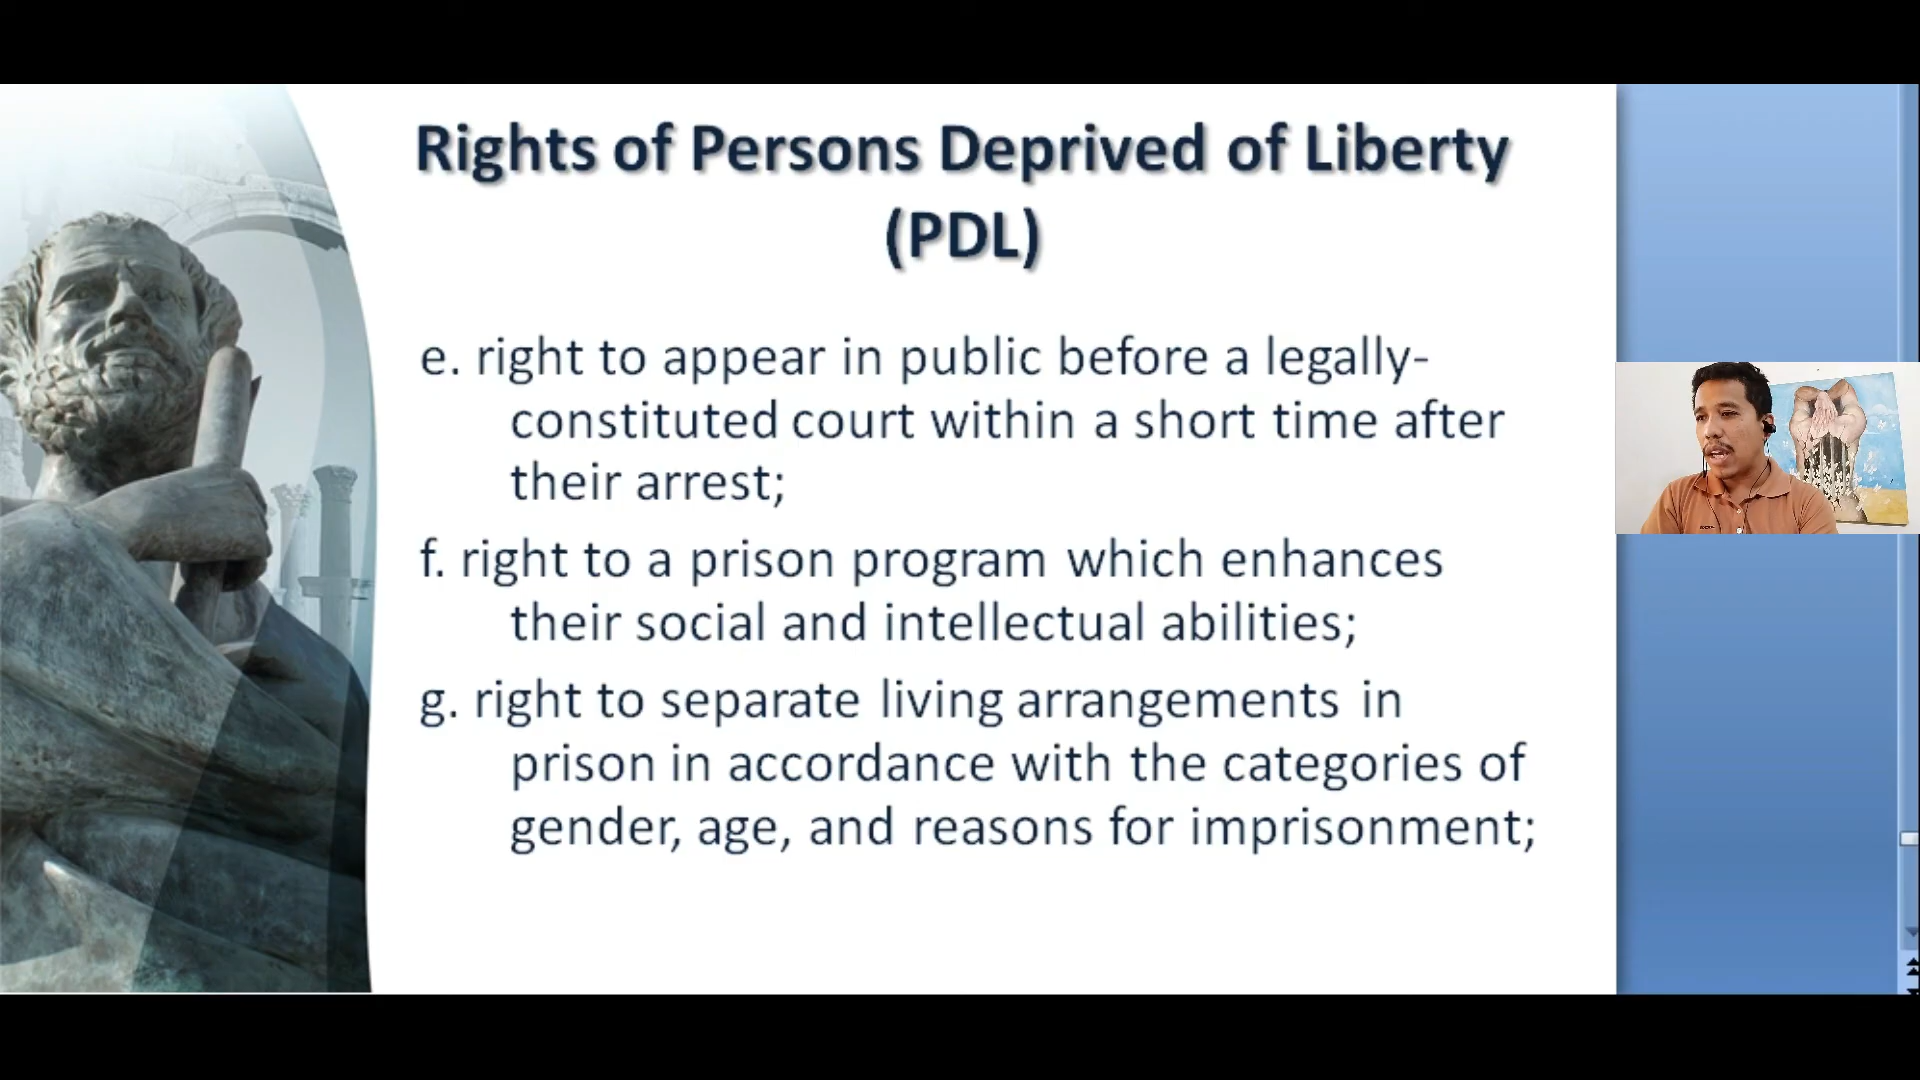 Rights of Persons Deprived of Liberty
(PDL)
e. right to appear in public before a legally-
constituted court within a short time after
their arrest;
f. right to a prison program which enhances
their social and intellectual abilities;
g. right to separate living arrangements in
prison in accordance with the categories of
gender, age, and reasons for imprisonment;